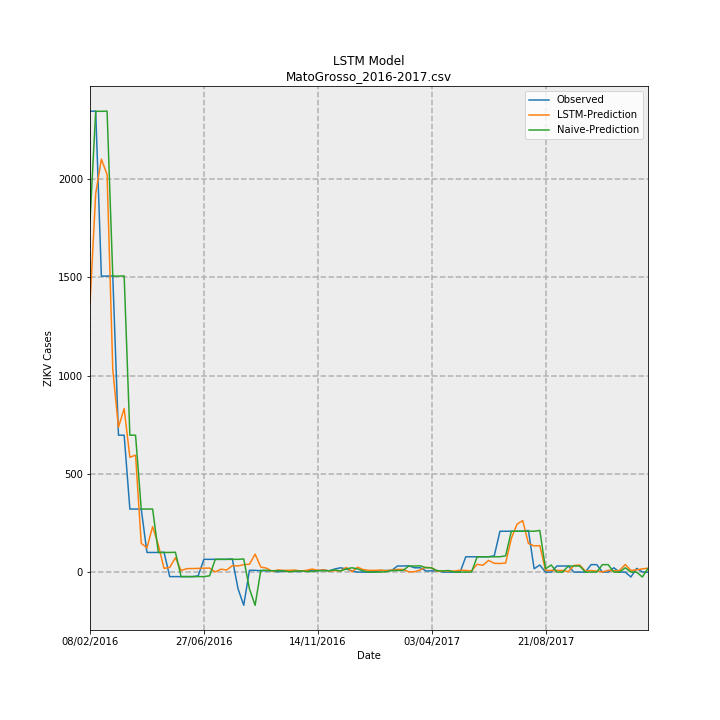 LSTM Model
MatoGrosso_2016-2017.csv
Observed
LSTM-Prediction
Naive-Prediction
2000
1500
1000
500
0
ZIKV Cases
08/02/2016
27/06/2016
14/11/2016
03/04/2017
21/08/2017
Date